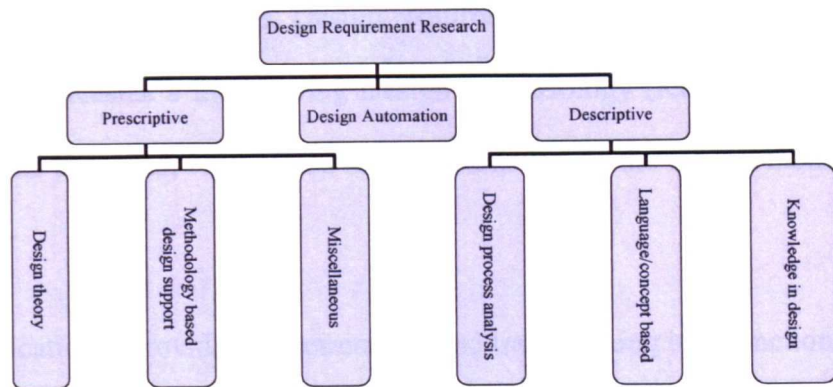 Design Requirement Research
Prescriptive
Design Automation
Descriptive
Design theory
Methodology based
design support
Miscellaneous
Design process analysis
Language/concept based
Knowledge in design